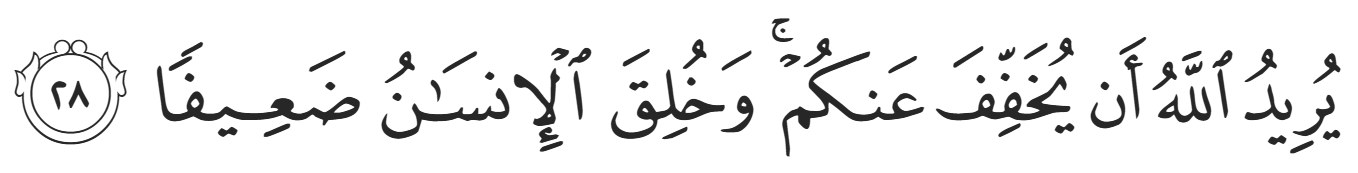 يُرِيدُ ٱللَّهُ أَن يُخَفِّفَ عَنكُمۡۚ وَخُلِقَ ٱلۡإِنسَٰنُ ضَعِيفٗا ٢٨